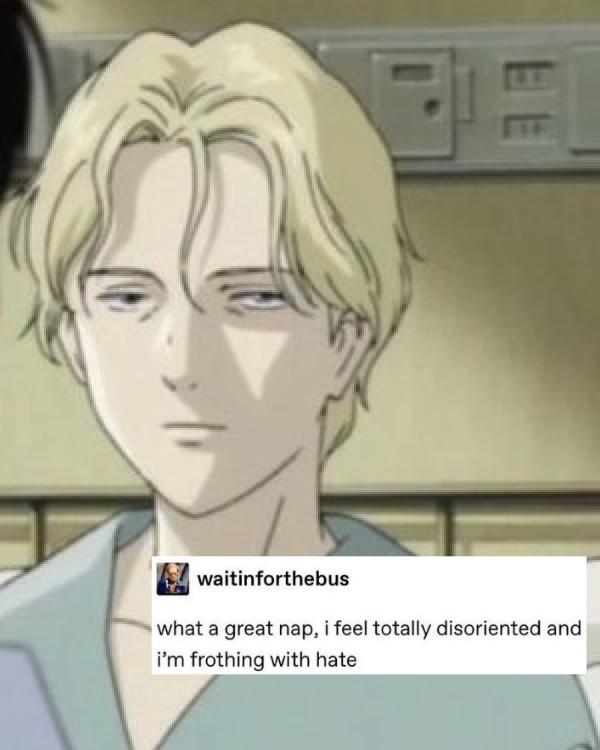 waitinforthebus
what a great nap, i feel totally disoriented and
i'm frothing with hate